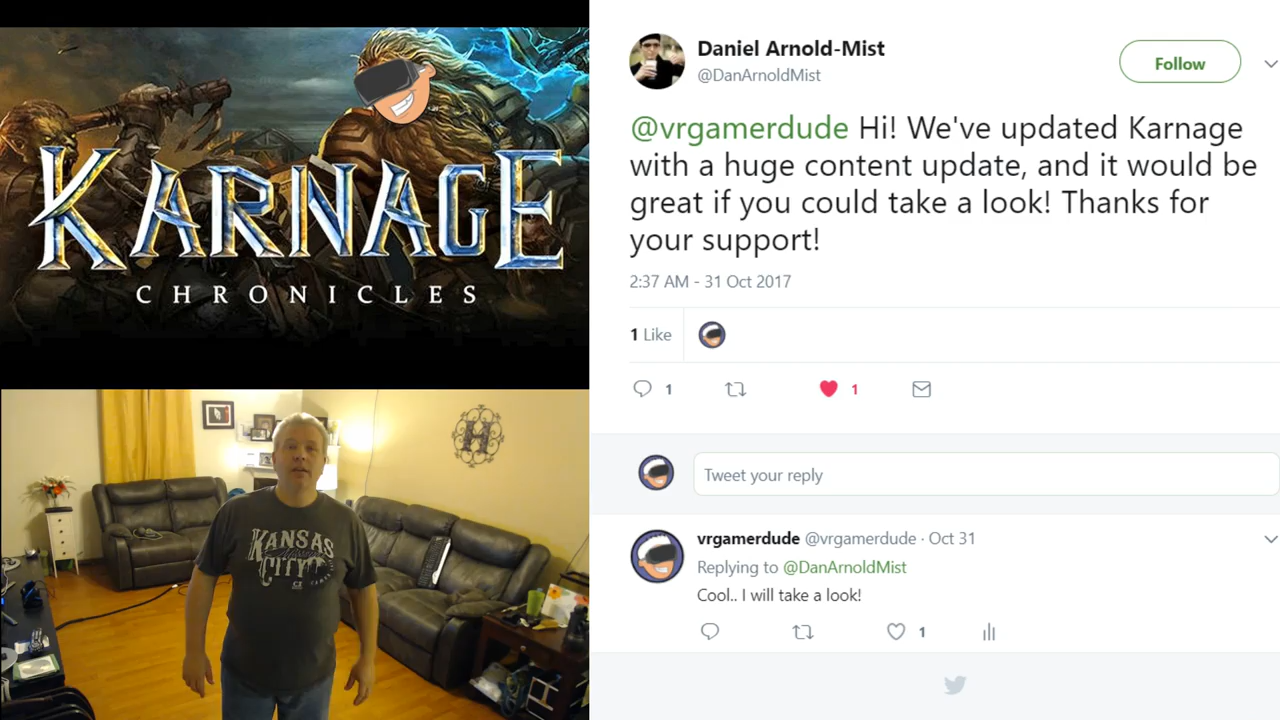 KARNAGE
CHRONICLES
Daniel Arnold-Mist
@DanArnoldMist
Follow
@vrgamerdude Hi! We've updated Karnage
with a huge content update, and it would be
great if you could take a look! Thanks for
your support!
2:37 AM - 31 Oct 2017
1 Like
1
1
Tweet your reply
vrgamerdude @vrgamerdude · Oct 31
Replying to @DanArnoldMist
Cool.. I will take a look!
1
KANSAS
CITY
H